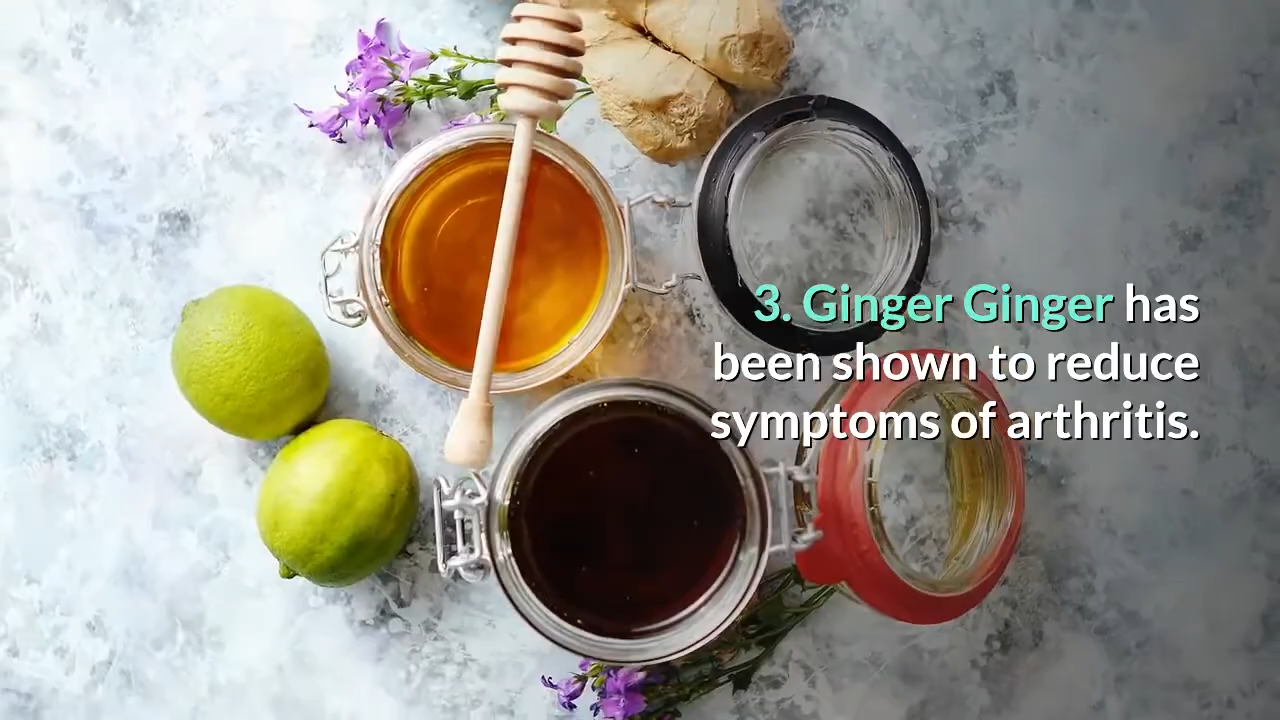 3. Ginger Ginger has
been shown to reduce
symptoms of arthritis.